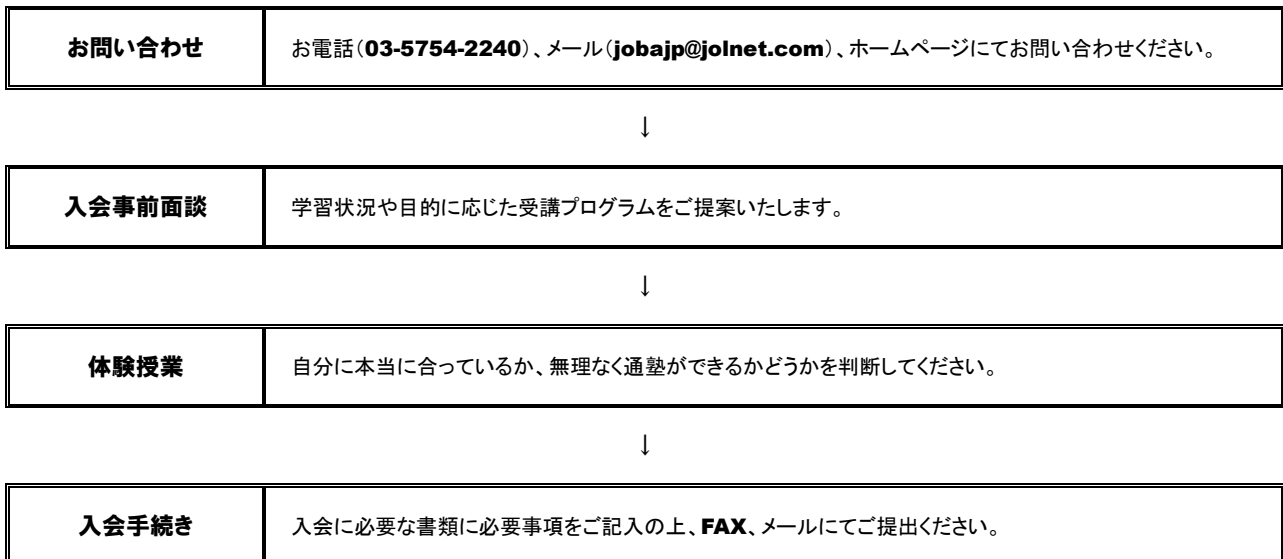 お問い合わせ
お電話（03-5754-2240）、メール（jobajp@jolnet.com）、ホームページにてお問い合わせください。
↓
入会事前面談
学習状況や目的に応じた受講プログラムをご提案いたします。
↓
体験授業
自分に本当に合っているか、無理なく通塾ができるかどうかを判断してください。
↓
入会手続き
入会に必要な書類に必要事項をご記入の上、FAX、メールにてご提出ください。